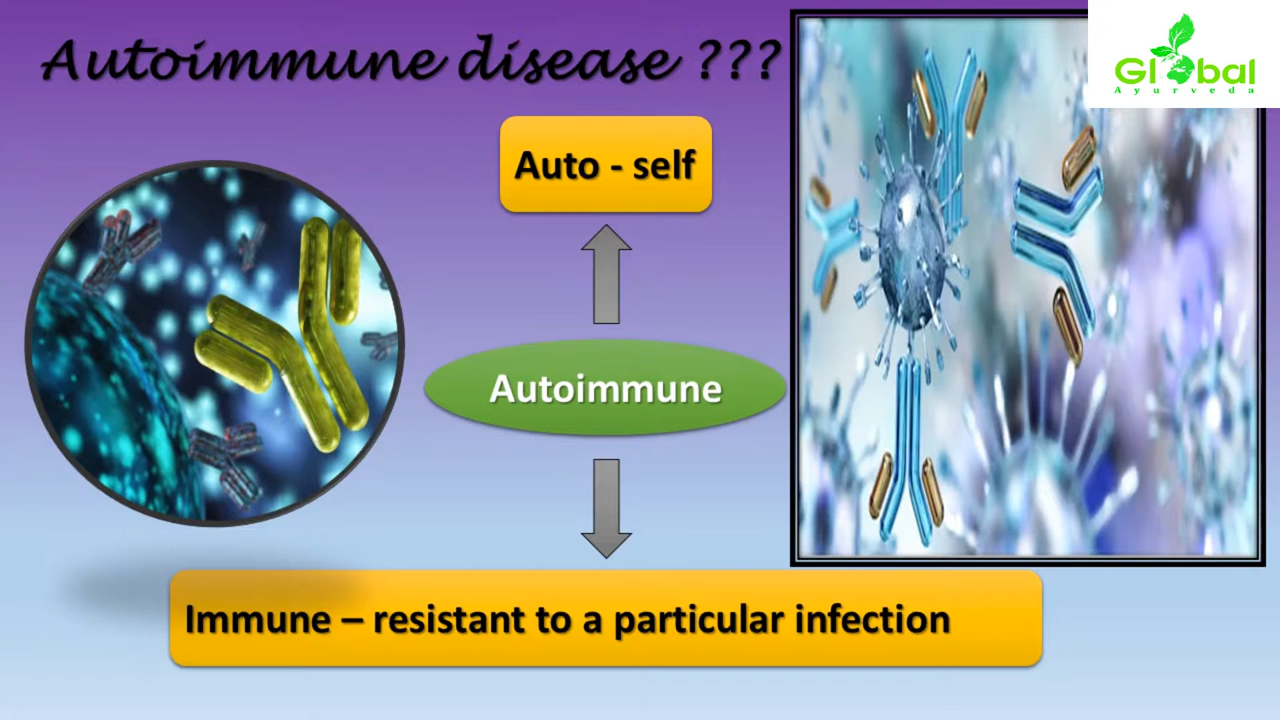 Autoimmune disease ???
Global
Ayurveda
Auto - self
Autoimmune
Immune – resistant to a particular infection